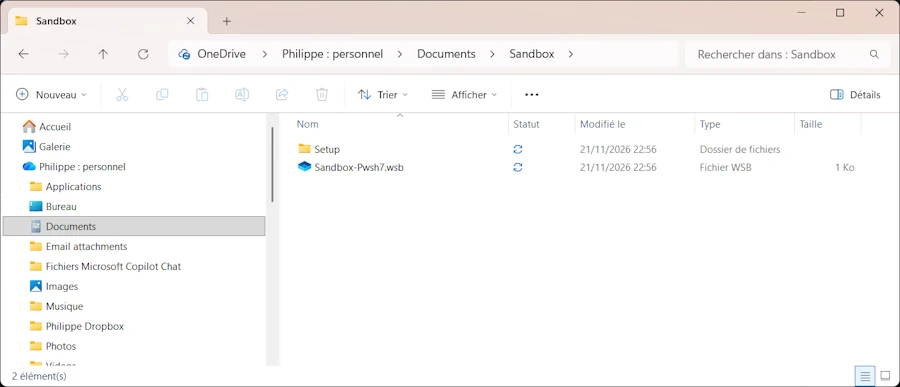 Sandbox
OneDrive Philippe : personnel Documents Sandbox Rechercher dans : Sandbox
Nouveau Trier Afficher Détails
Accueil
Galerie
Philippe : personnel
Applications
Bureau
Documents
Email attachments
Fichiers Microsoft Copilot Chat
Images
Musique
Philippe Dropbox
Photos
Videos
Nom Statut Modifié le Type Taille
Setup 21/11/2026 22:56 Dossier de fichiers
Sandbox-Pwsh7.wsb 21/11/2026 22:56 Fichier WSB 1 Ko
2 élément(s)